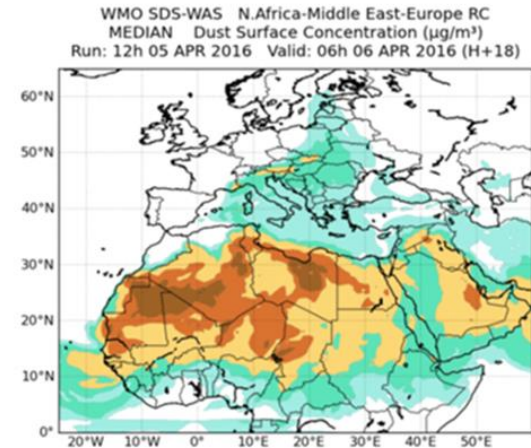 WMO SDS-WAS N.Africa-Middle East-Europe RC
MEDIAN Dust Surface Concentration (µg/m³)
Run: 12h 05 APR 2016 Valid: 06h 06 APR 2016 (H+18)
60°N
50°N
40°N
30°N
20°N
10°N
0°
20°W 10°W 0° 10°E 20°E 30°E 40°E 50°E